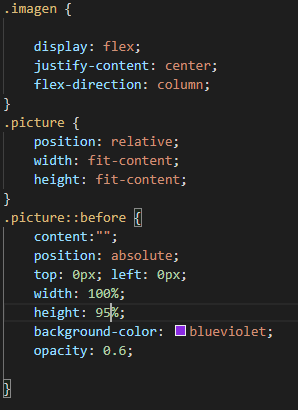 .imagen {
display: flex;
justify-content: center;
flex-direction: column;
}
.picture {
position: relative;
width: fit-content;
height: fit-content;
}
.picture::before {
content:"";
position: absolute;
top: 0px; left: 0px;
width: 100%;
height: 95%;
background-color: blueviolet;
opacity: 0.6;
}